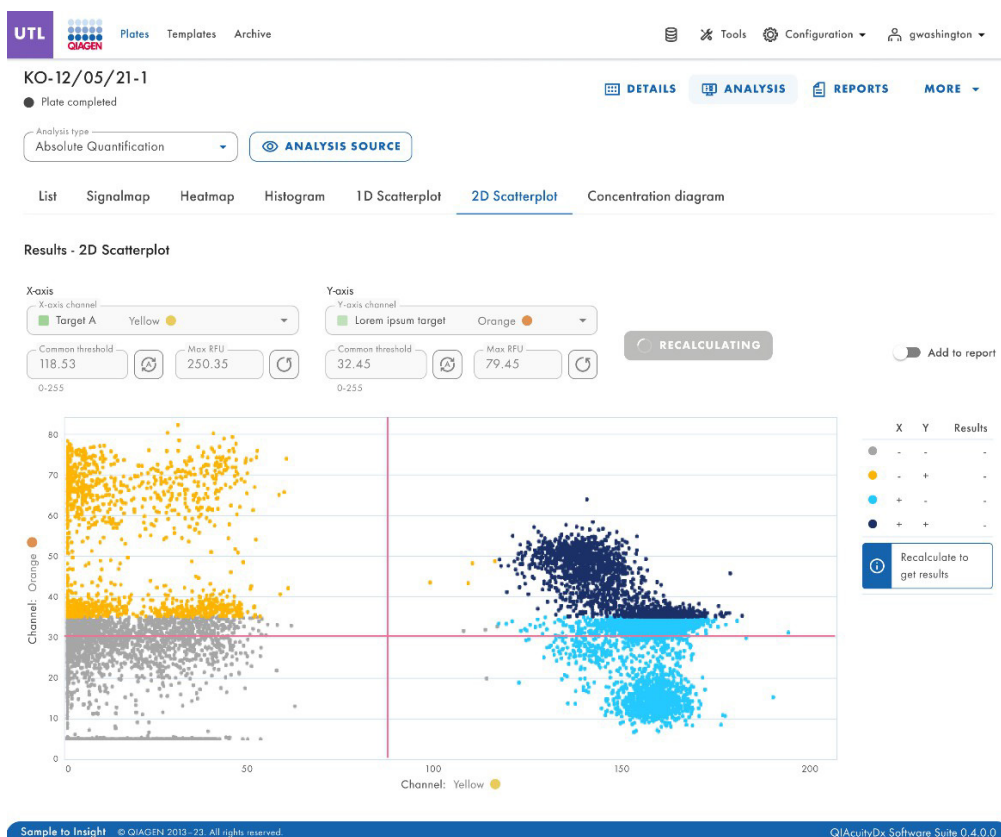 UTL QIAGEN Plates Templates Archive Tools Configuration gwashington
KO-12/05/21-1
Plate completed
DETAILS ANALYSIS REPORTS MORE
Analysis type
Absolute Quantification ANALYSIS SOURCE
List Signalmap Heatmap Histogram 1D Scatterplot 2D Scatterplot Concentration diagram
Results - 2D Scatterplot
X-axis Y-axis
X-axis channel Y-axis channel
Target A Yellow Lorem ipsum target Orange
RECALCULATING
Common threshold Max RFU Common threshold Max RFU
118.53 A 250.35 32.45 A 79.45
Add to report
0-255 0-255
X Y Results
- - -
- + -
+ - -
+ + -
Recalculate to
get results
80
70
60
50
40
30
20
10
0
Channel: Orange
0 50 100 150 200
Channel: Yellow
Sample to Insight © QIAGEN 2013-23. All rights reserved. QIAcuityDx Software Suite 0.4.0.0